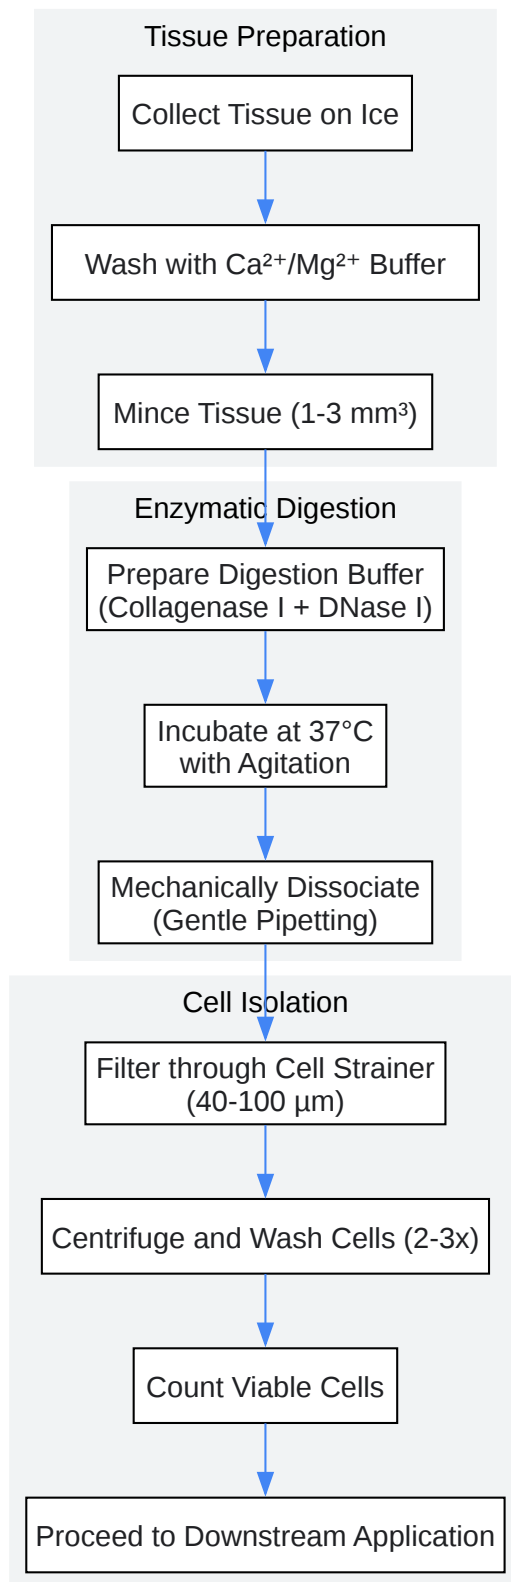 Tissue Preparation
Collect Tissue on Ice
Wash with Ca²⁺/Mg²⁺ Buffer
Mince Tissue (1-3 mm³)
Enzymatic Digestion
Prepare Digestion Buffer
(Collagenase I + DNase I)
Incubate at 37°C
with Agitation
Mechanically Dissociate
(Gentle Pipetting)
Cell Isolation
Filter through Cell Strainer
(40-100 µm)
Centrifuge and Wash Cells (2-3x)
Count Viable Cells
Proceed to Downstream Application